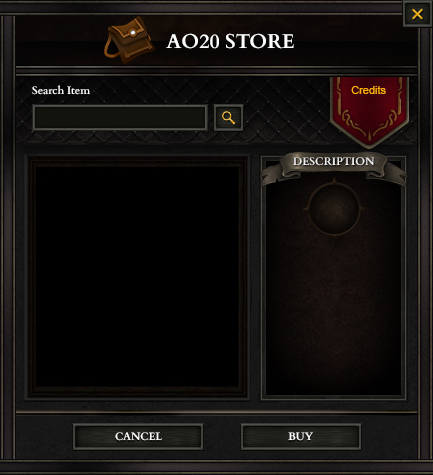 AO20 STORE
Search Item
Credits
DESCRIPTION
CANCEL
BUY